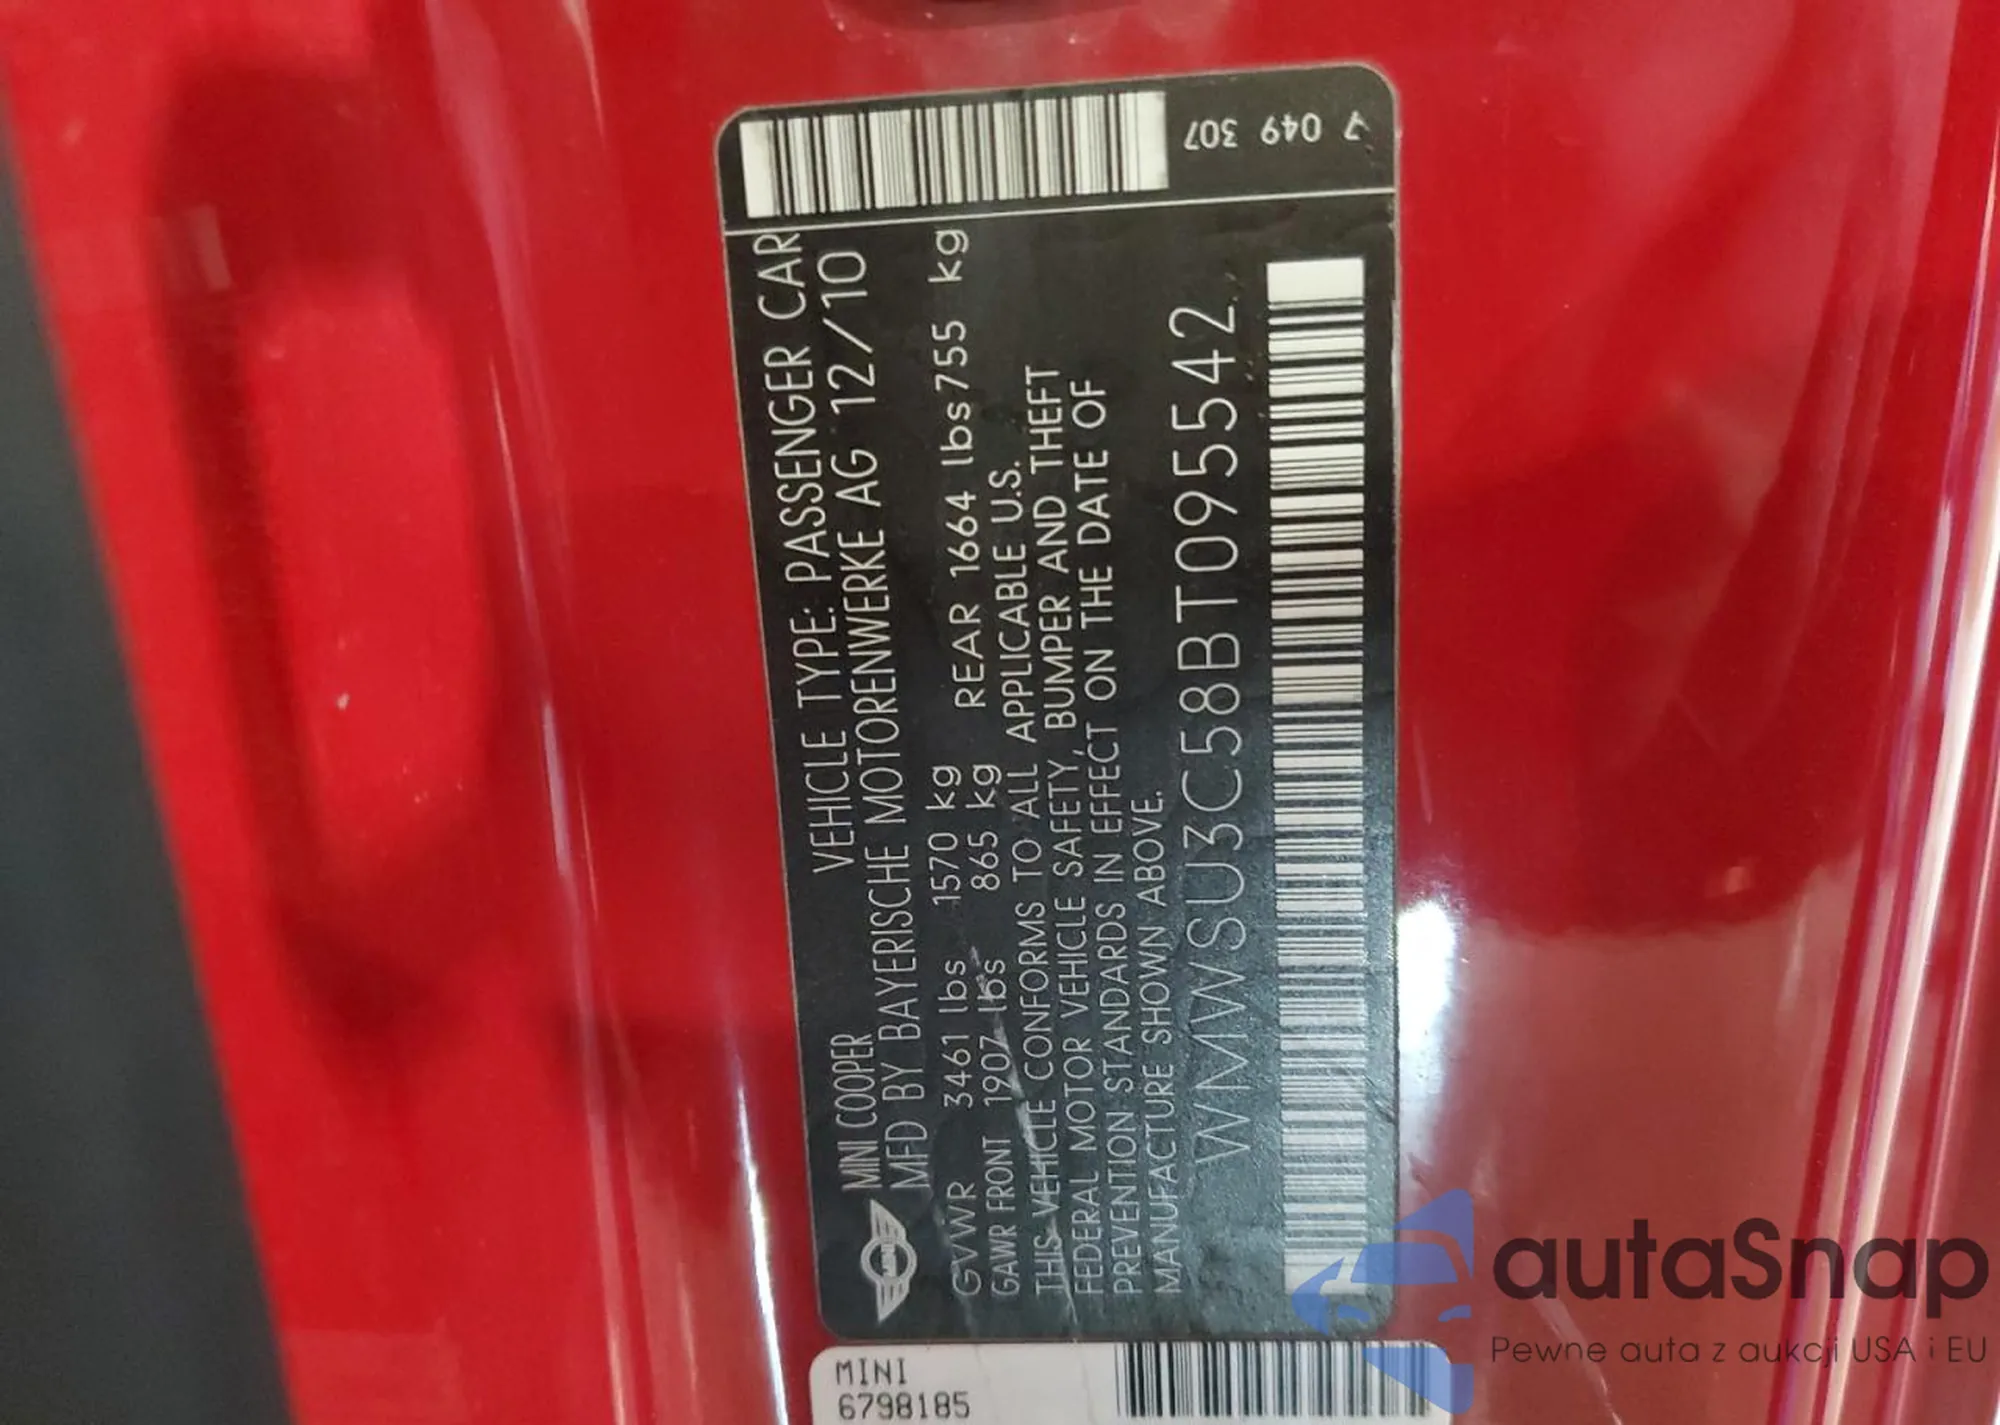 MINI COOPER VEHICLE TYPE: PASSENGER CAR
MFD BY BAYERISCHE MOTORENWERKE AG 12/10
GVWR 3461 lbs 1570 kg
GAWR FRONT 1907 lbs 865 kg REAR 1664 lbs 755 kg
THIS VEHICLE CONFORMS TO ALL APPLICABLE U.S.
FEDERAL MOTOR VEHICLE SAFETY, BUMPER AND THEFT
PREVENTION STANDARDS IN EFFECT ON THE DATE OF
MANUFACTURE SHOWN ABOVE.
WMWSU3C58BT095542
7 049 307
MINI
MINI
6798185
autaSnap
Pewne auta z aukcji USA i EU